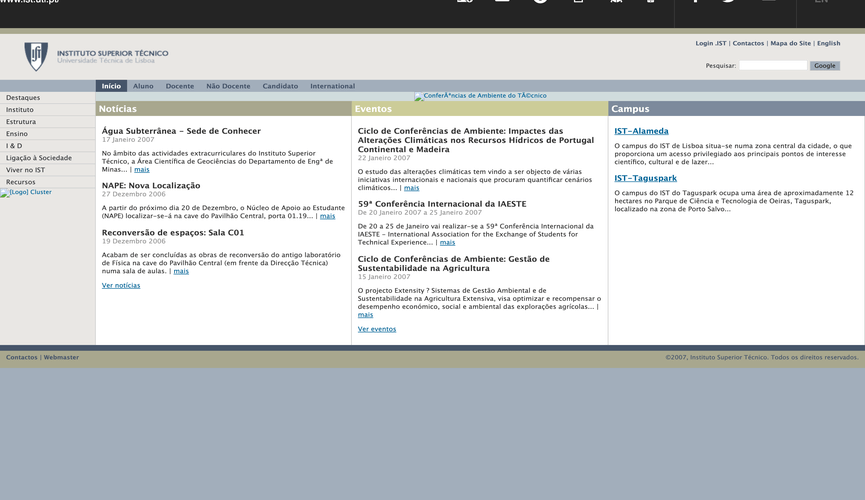 www.ist.utl.pt/
EN
INSTITUTO SUPERIOR TÉCNICO
Universidade Técnica de Lisboa
Login .IST | Contactos | Mapa do Site | English
Pesquisar:
Google
Início Aluno Docente Não Docente Candidato International
Destaques
Instituto
Estrutura
Ensino
I & D
Ligação à Sociedade
Viver no IST
Recursos
[Logo] Cluster
ConferÃªncias de Ambiente do TÃ©cnico
Notícias
Água Subterrânea - Sede de Conhecer
17 Janeiro 2007
No âmbito das actividades extracurriculares do Instituto Superior
Técnico, a Área Científica de Geociências do Departamento de Engª de
Minas... | mais
NAPE: Nova Localização
27 Dezembro 2006
A partir do próximo dia 20 de Dezembro, o Núcleo de Apoio ao Estudante
(NAPE) localizar-se-á na cave do Pavilhão Central, porta 01.19... | mais
Reconversão de espaços: Sala C01
19 Dezembro 2006
Acabam de ser concluídas as obras de reconversão do antigo laboratório
de Física na cave do Pavilhão Central (em frente da Direcção Técnica)
numa sala de aulas. | mais
Ver notícias
Eventos
Ciclo de Conferências de Ambiente: Impactes das
Alterações Climáticas nos Recursos Hídricos de Portugal
Continental e Madeira
22 Janeiro 2007
O estudo das alterações climáticas tem vindo a ser objecto de várias
iniciativas internacionais e nacionais que procuram quantificar cenários
climáticos... | mais
59ª Conferência Internacional da IAESTE
De 20 Janeiro 2007 a 25 Janeiro 2007
De 20 a 25 de Janeiro vai realizar-se a 59ª Conferência Internacional da
IAESTE - International Association for the Exchange of Students for
Technical Experience... | mais
Ciclo de Conferências de Ambiente: Gestão de
Sustentabilidade na Agricultura
15 Janeiro 2007
O projecto Extensity ? Sistemas de Gestão Ambiental e de
Sustentabilidade na Agricultura Extensiva, visa optimizar e recompensar o
desempenho económico, social e ambiental das explorações agrícolas... |
mais
Ver eventos
Campus
IST-Alameda
O campus do IST de Lisboa situa-se numa zona central da cidade, o que
proporciona um acesso privilegiado aos principais pontos de interesse
científico, cultural e de lazer...
IST-Taguspark
O campus do IST do Taguspark ocupa uma área de aproximadamente 12
hectares no Parque de Ciência e Tecnologia de Oeiras, Taguspark,
localizado na zona de Porto Salvo...
Contactos | Webmaster
©2007, Instituto Superior Técnico. Todos os direitos reservados.